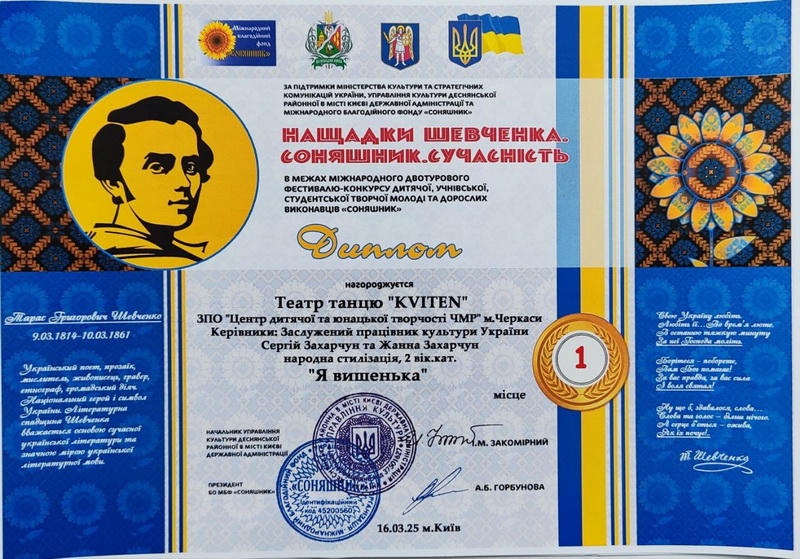 Міжнародний
благодійний
фонд
«СОНЯШНИК»
ЗА ПІДТРИМКИ МІНІСТЕРСТВА КУЛЬТУРИ ТА СТРАТЕГІЧНИХ
КОМУНІКАЦІЙ УКРАЇНИ, УПРАВЛІННЯ КУЛЬТУРИ ДЕСНЯНСЬКОЇ
РАЙОННОЇ В МІСТІ КИЄВІ ДЕРЖАВНОЇ АДМІНІСТРАЦІЇ ТА
МІЖНАРОДНОГО БЛАГОДІЙНОГО ФОНДУ «СОНЯШНИК»
НАЩАДКИ ШЕВЧЕНКА.
СОНЯШНИК.СУЧАСНІСТЬ
В МЕЖАХ МІЖНАРОДНОГО ДВОТУРОВОГО
ФЕСТИВАЛЮ-КОНКУРСУ ДИТЯЧОЇ, УЧНІВСЬКОЇ,
СТУДЕНТСЬКОЇ ТВОРЧОЇ МОЛОДІ ТА ДОРОСЛИХ
ВИКОНАВЦІВ «СОНЯШНИК»
Диплом
нагороджується
Театр танцю "KVITEN"
ЗПО "Центр дитячої та юнацької творчості ЧМР" м.Черкаси
Керівники: Заслужений працівник культури України
Сергій Захарчун та Жанна Захарчун
народна стилізація, 2 вік.кат.
"Я вишенька"
місце
1
Тарас Григорович Шевченко
9.03.1814-10.03.1861
Український поет, прозаїк,
мислитель, живописець, гравер,
етнограф, громадський діяч.
Національний герой і символ
України. Літературна
спадщина Шевченка
вважається основою сучасної
української літератури та
значною мірою української
літературної мови.
Свою Україну любіть.
Любіть її... Во врем'я люте.
В останню тяжкую минуту
За неї Господа моліть.
Борітеся – поборете,
Вам Бог помагає!
За вас правда, за вас сила
І воля святая!
Ну що б, здавалося, слова...
Слова та голос – більш нічого.
А серце б'ється – ожива,
Як їх почує!..
Т. Шевченко
НАЧАЛЬНИК УПРАВЛІННЯ
КУЛЬТУРИ ДЕСНЯНСЬКОЇ
РАЙОННОЇ В МІСТІ КИЄВІ
ДЕРЖАВНОЇ АДМІНІСТРАЦІЇ
І.М. ЗАКОМІРНИЙ
ПРЕЗИДЕНТ
БО МБФ «СОНЯШНИК»
«СОНЯШНИК»
Ідентифікаційний
код 45200560
А.Б. ГОРБУНОВА
16.03.25 м.Київ